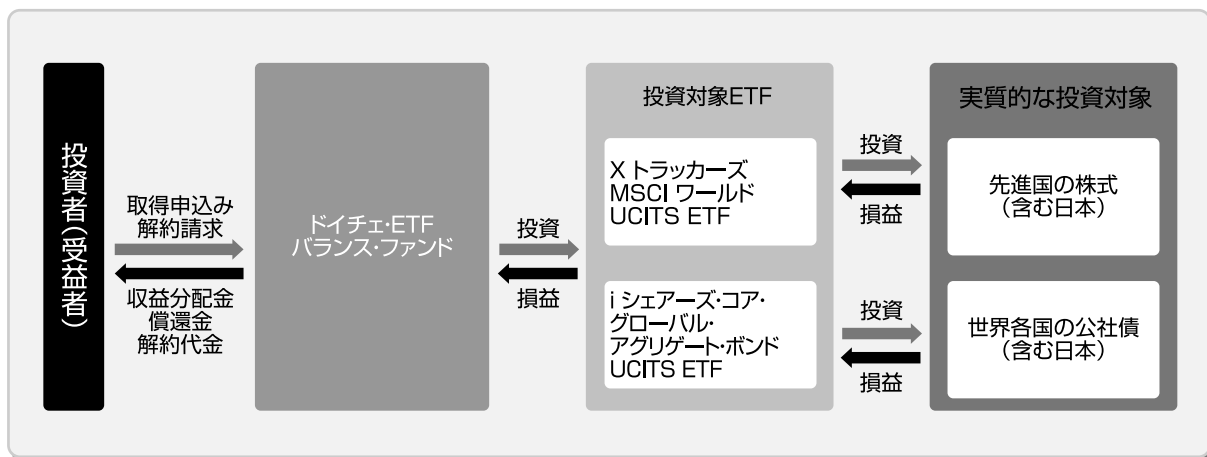 投資者（受益者）
取得申込み
解約請求
収益分配金
償還金
解約代金
ドイチェ・ETF
バランス・ファンド
投資
損益
投資対象ETF
X トラッカーズ
MSCI ワールド
UCITS ETF
i シェアーズ・コア・
グローバル・
アグリゲート・ボンド
UCITS ETF
投資
損益
投資
損益
実質的な投資対象
先進国の株式
（含む日本）
世界各国の公社債
（含む日本）